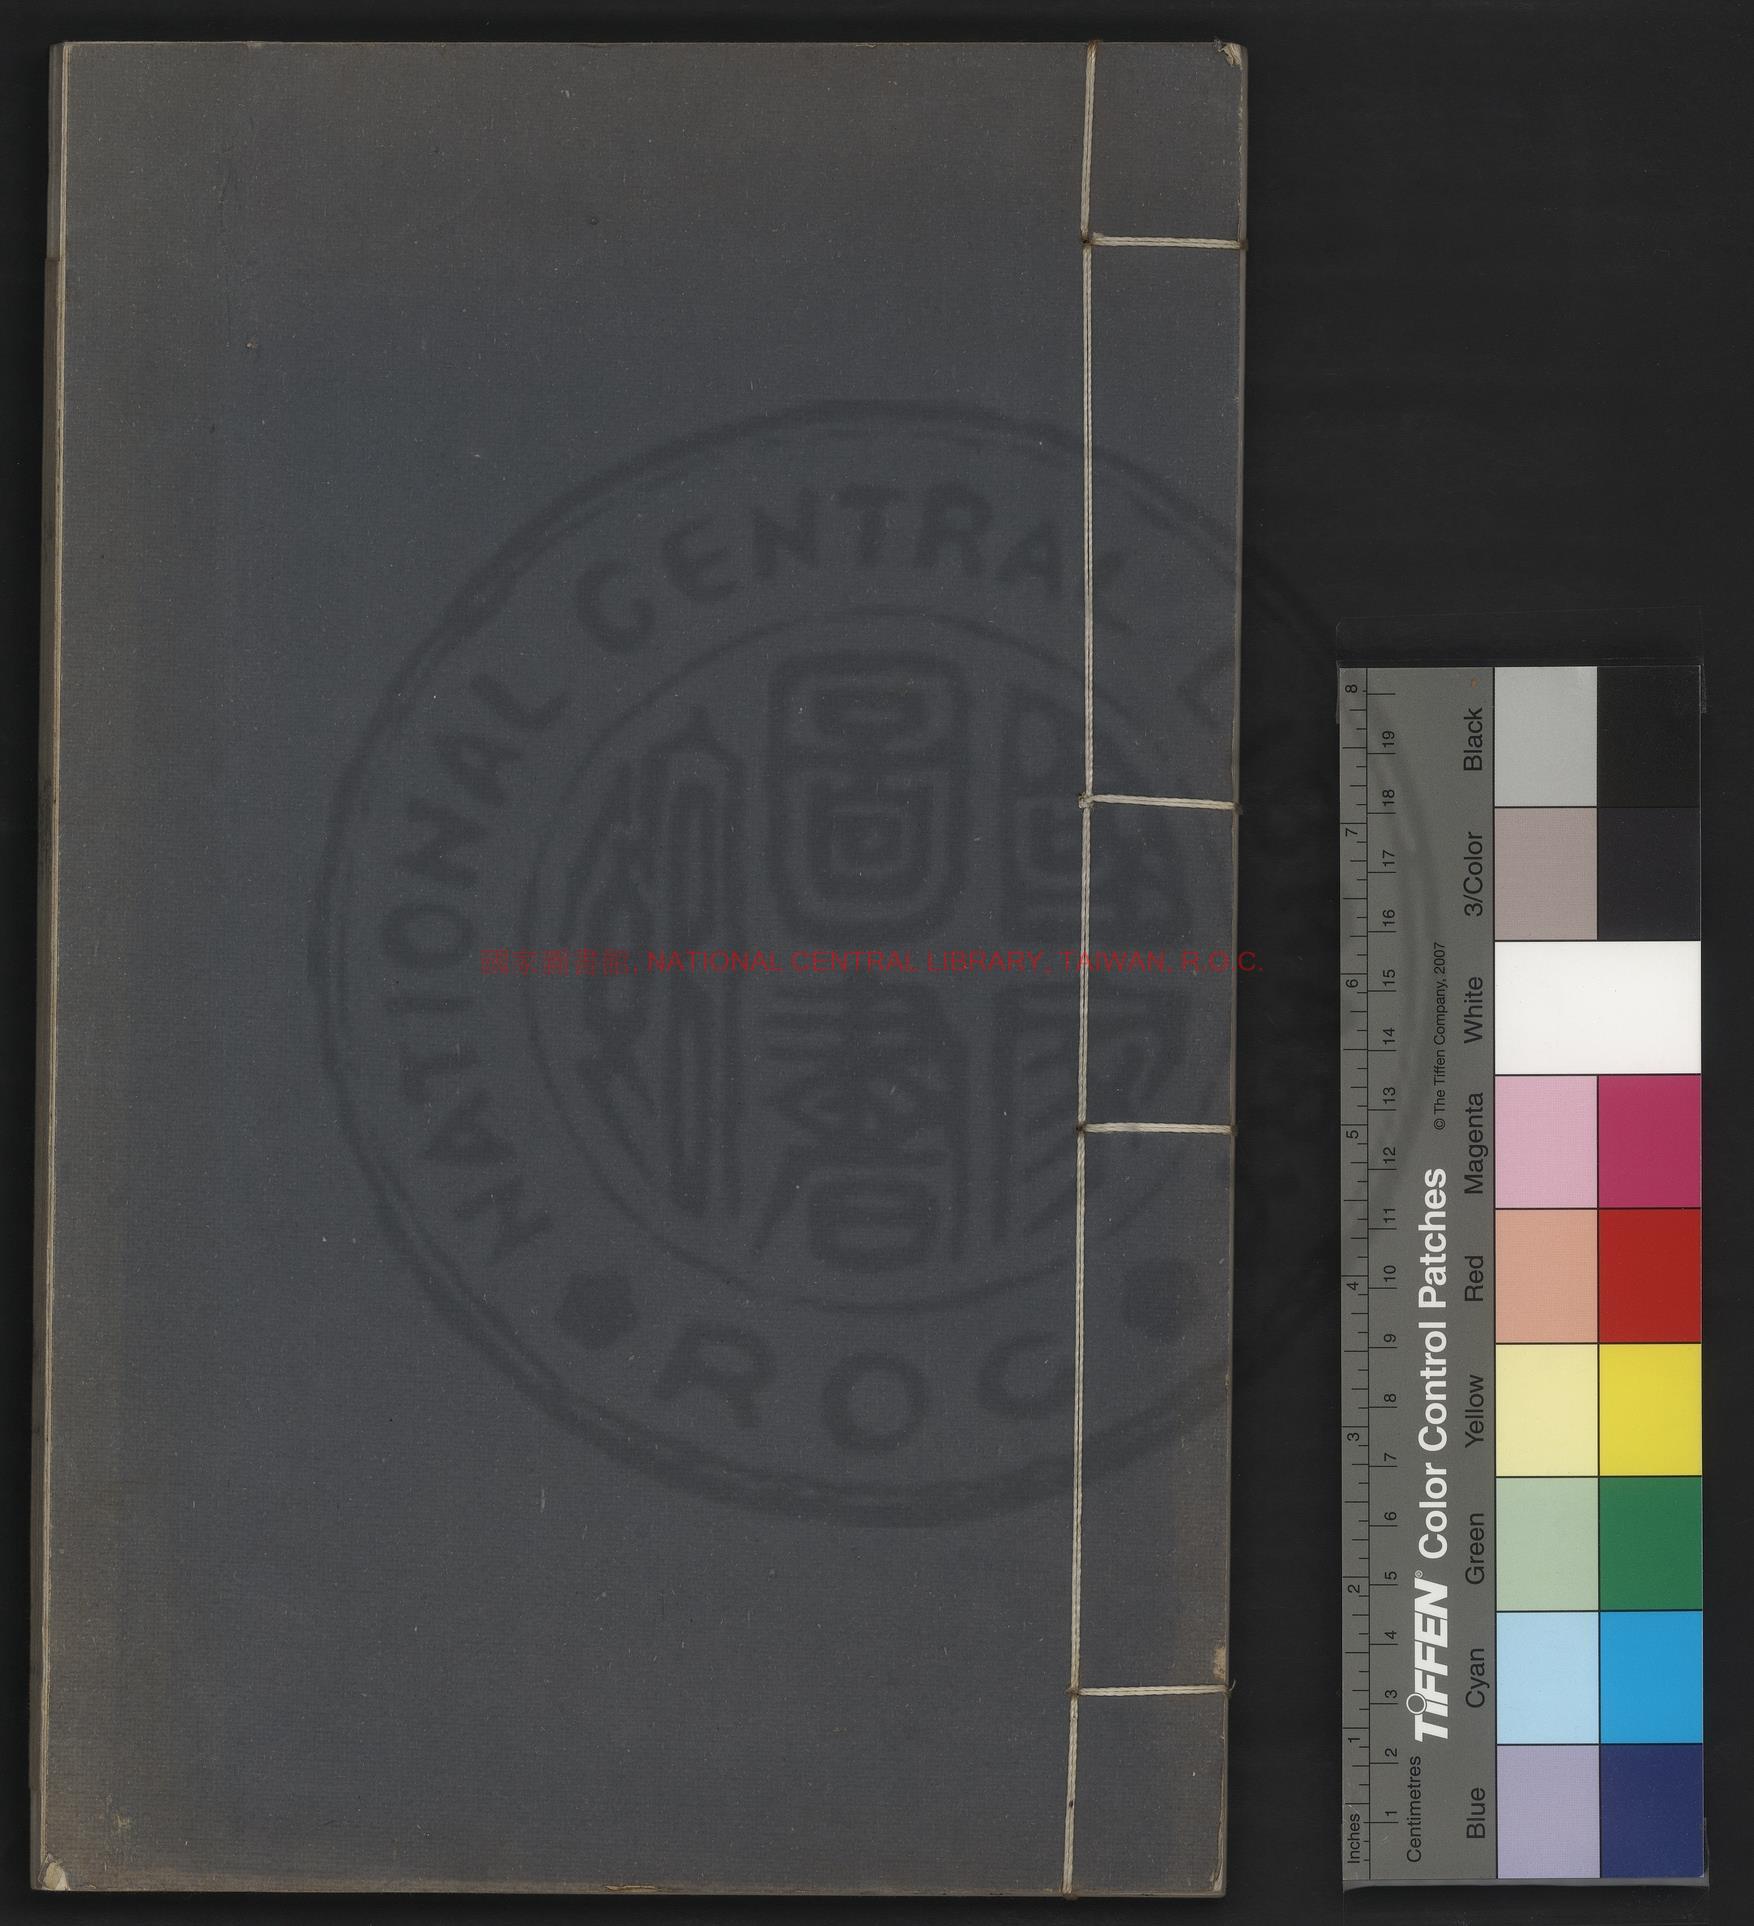 國家圖書館, NATIONAL CENTRAL LIBRARY, TAIWAN, R.O.C.
NATIONAL CENTRAL
R O C
Inches
1 2 3 4 5 6 7 8
Centimetres
1 2 3 4 5 6 7 8 9 10 11 12 13 14 15 16 17 18 19
TIFFEN® Color Control Patches
© The Tiffen Company, 2007
Blue Cyan Green Yellow Red Magenta White 3/Color Black